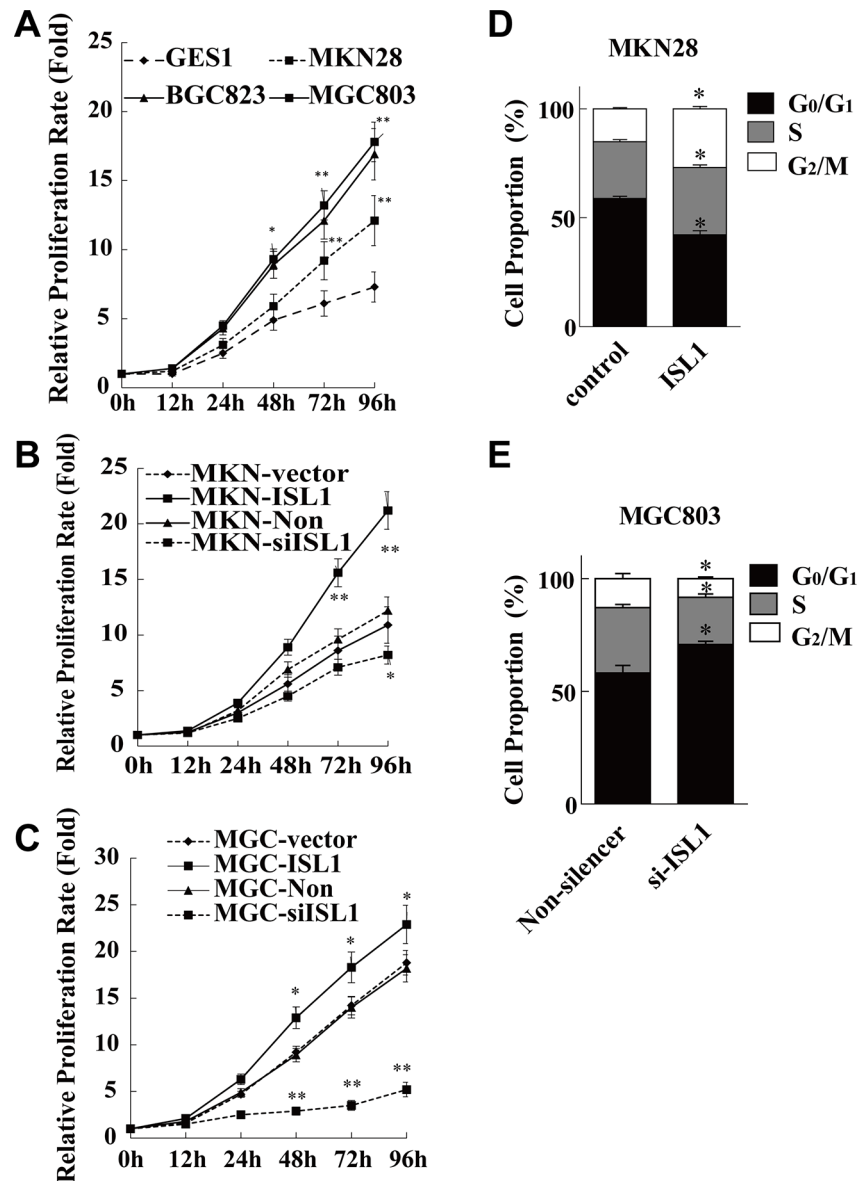 A
Relative Proliferation Rate (Fold)
25
20
15
10
5
0
GES1 MKN28
BGC823 MGC803
* ** ** ** **
0h 12h 24h 48h 72h 96h
B
Relative Proliferation Rate (Fold)
25
20
15
10
5
0
MKN-vector
MKN-ISL1
MKN-Non
MKN-siISL1
** ** *
0h 12h 24h 48h 72h 96h
C
Relative Proliferation Rate (Fold)
30
25
20
15
10
5
0
MGC-vector
MGC-ISL1
MGC-Non
MGC-siISL1
* * *
** ** **
0h 12h 24h 48h 72h 96h
D
MKN28
Cell Proportion (%)
100
50
0
* * *
G0/G1
S
G2/M
control ISL1
E
MGC803
Cell Proportion (%)
100
50
0
* * *
G0/G1
S
G2/M
Non-silencer si-ISL1